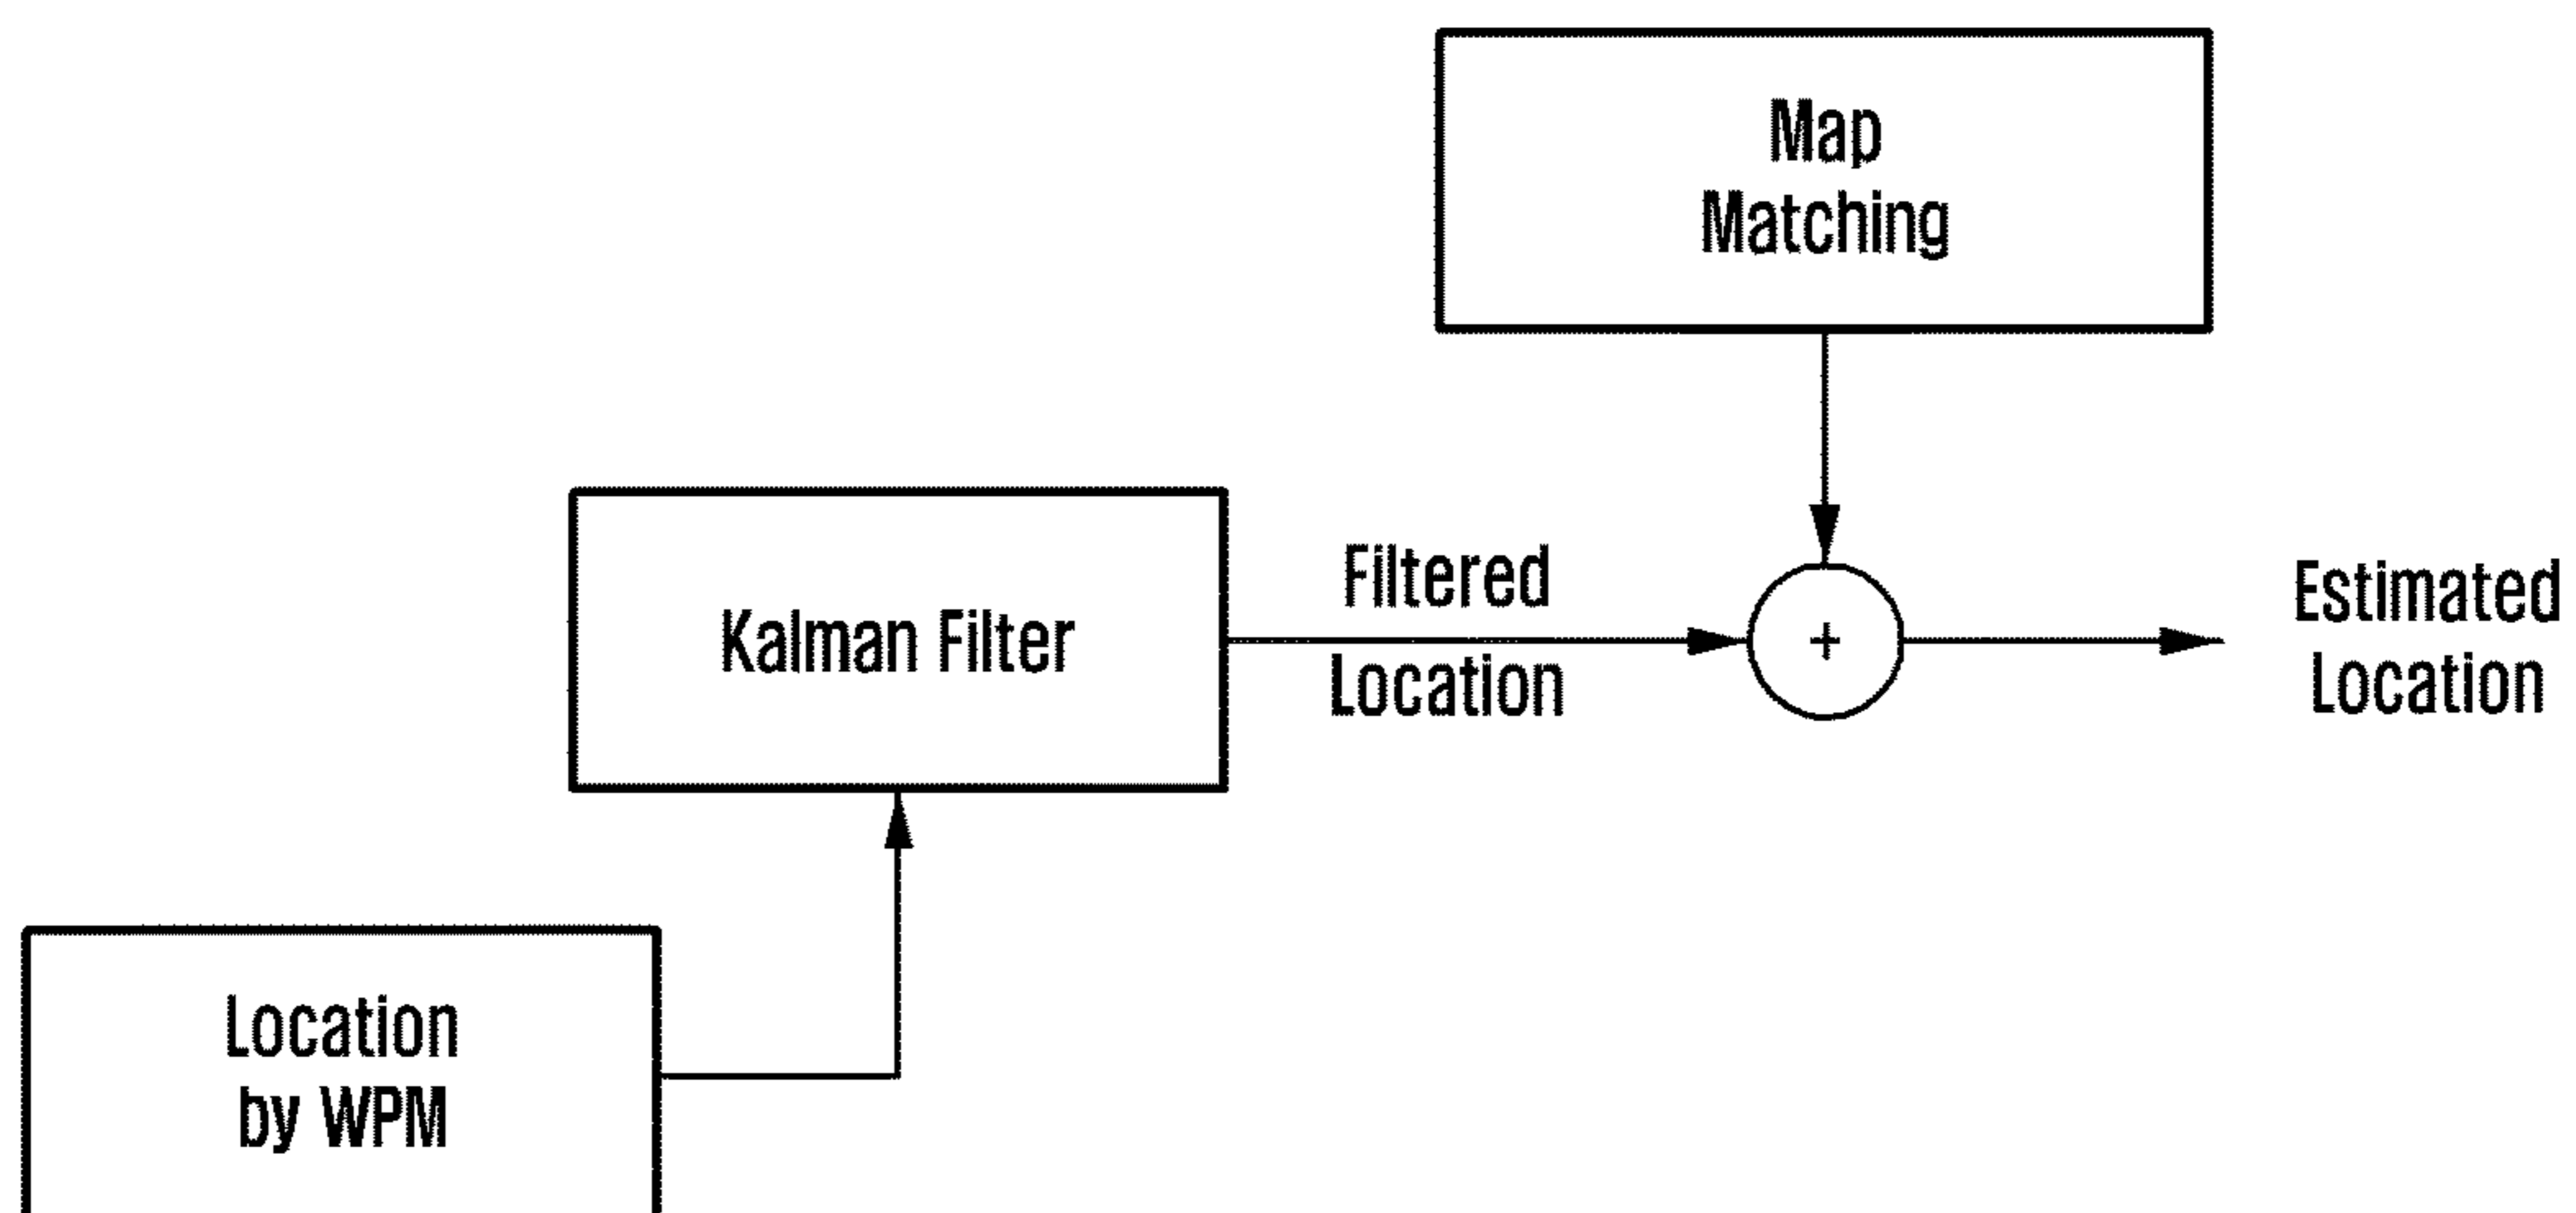 Map
Matching
Kalman Filter
Filtered
Location
+
Estimated
Location
Location
by WPM